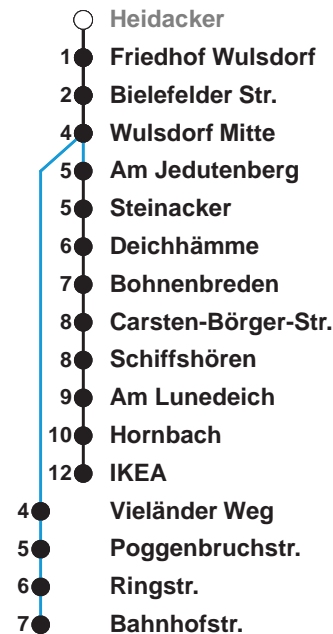 Heidacker
1 Friedhof Wulsdorf
2 Bielefelder Str.
4 Wulsdorf Mitte
5 Am Jedutenberg
5 Steinacker
6 Deichhämme
7 Bohnenbreden
8 Carsten-Börger-Str.
8 Schiffshören
9 Am Lunedeich
10 Hornbach
12 IKEA
4 Vieländer Weg
5 Poggenbruchstr.
6 Ringstr.
7 Bahnhofstr.